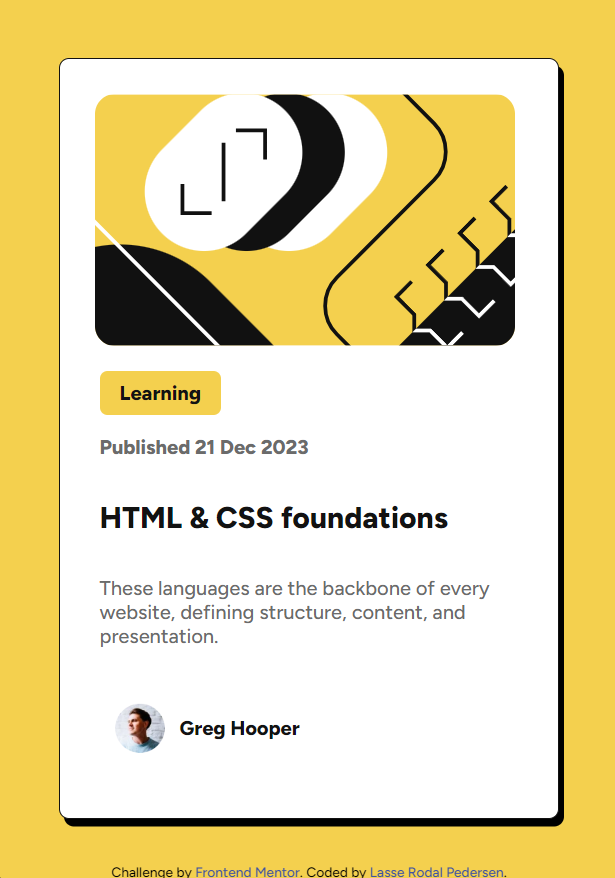 Learning
Published 21 Dec 2023
HTML & CSS foundations
These languages are the backbone of every
website, defining structure, content, and
presentation.
Greg Hooper
Challenge by Frontend Mentor. Coded by Lasse Rodal Pedersen.